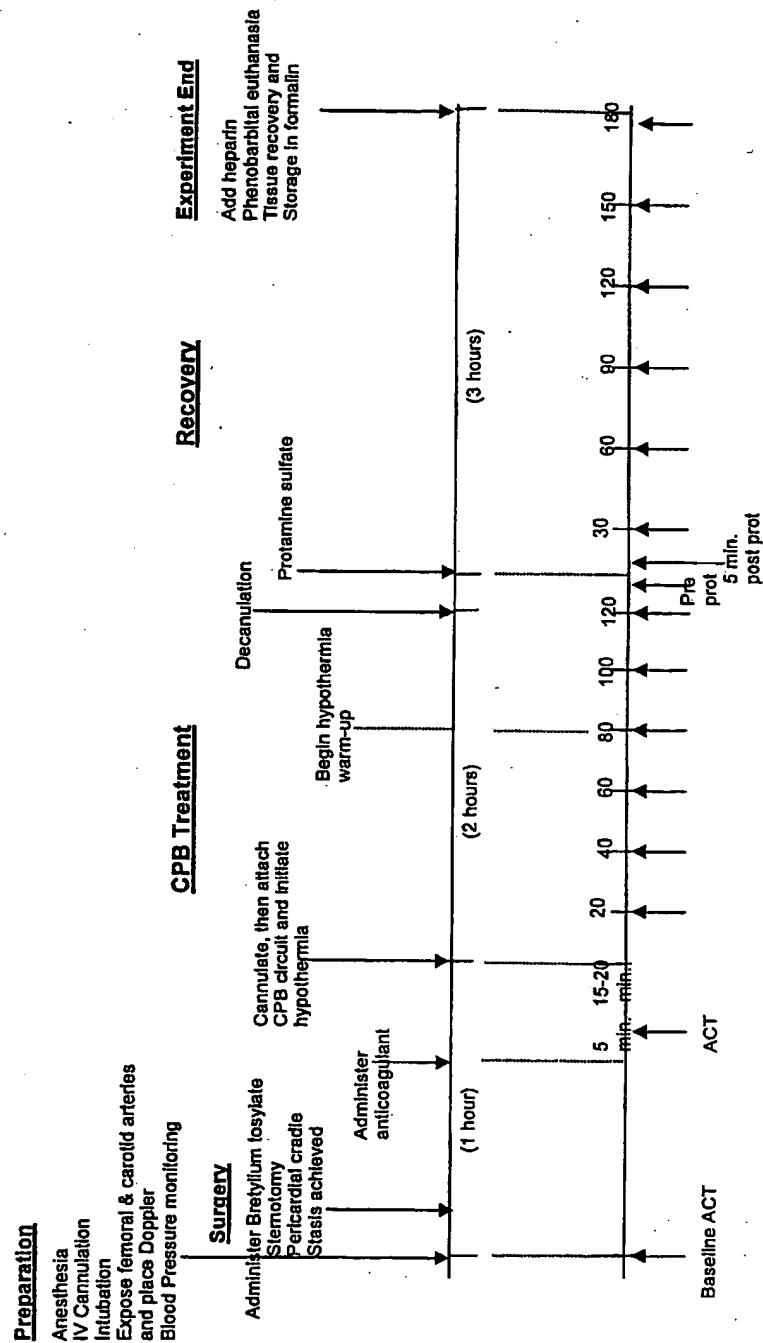 Preparation
Anesthesia
IV Cannulation
Intubation
Expose femoral & carotid arteries
and place Doppler
Blood Pressure monitoring
Surgery
Administer Bretylium tosylate
Sternotomy
Pericardial cradle
Stasis achieved
Administer
anticoagulant
CPB Treatment
Cannulate, then attach
CPB circuit and initiate
hypothermia
Begin hypothermia
warm-up
Decanulation
Protamine sulfate
Recovery
Experiment End
Add heparin
Phenobarbital euthanasia
Tissue recovery and
Storage in formalin
(1 hour)
(2 hours)
(3 hours)
5
min.
15-20
min.
20
40
60
80
100
120
30
60
90
120
150
180
Baseline ACT
ACT
Pre
prot
5 min.
post prot